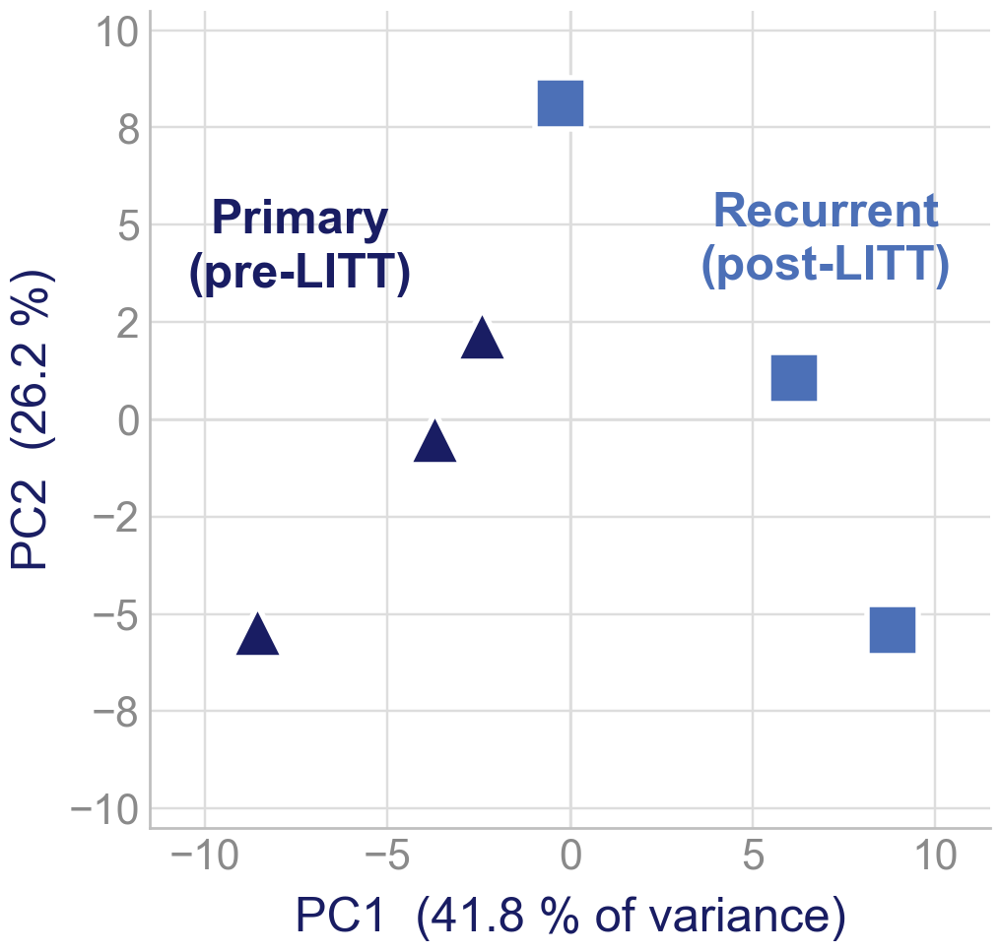 10
8
5
2
0
−2
−5
−8
−10
PC2 (26.2 %)
Primary
(pre-LITT)
Recurrent
(post-LITT)
−10 −5 0 5 10
PC1 (41.8 % of variance)